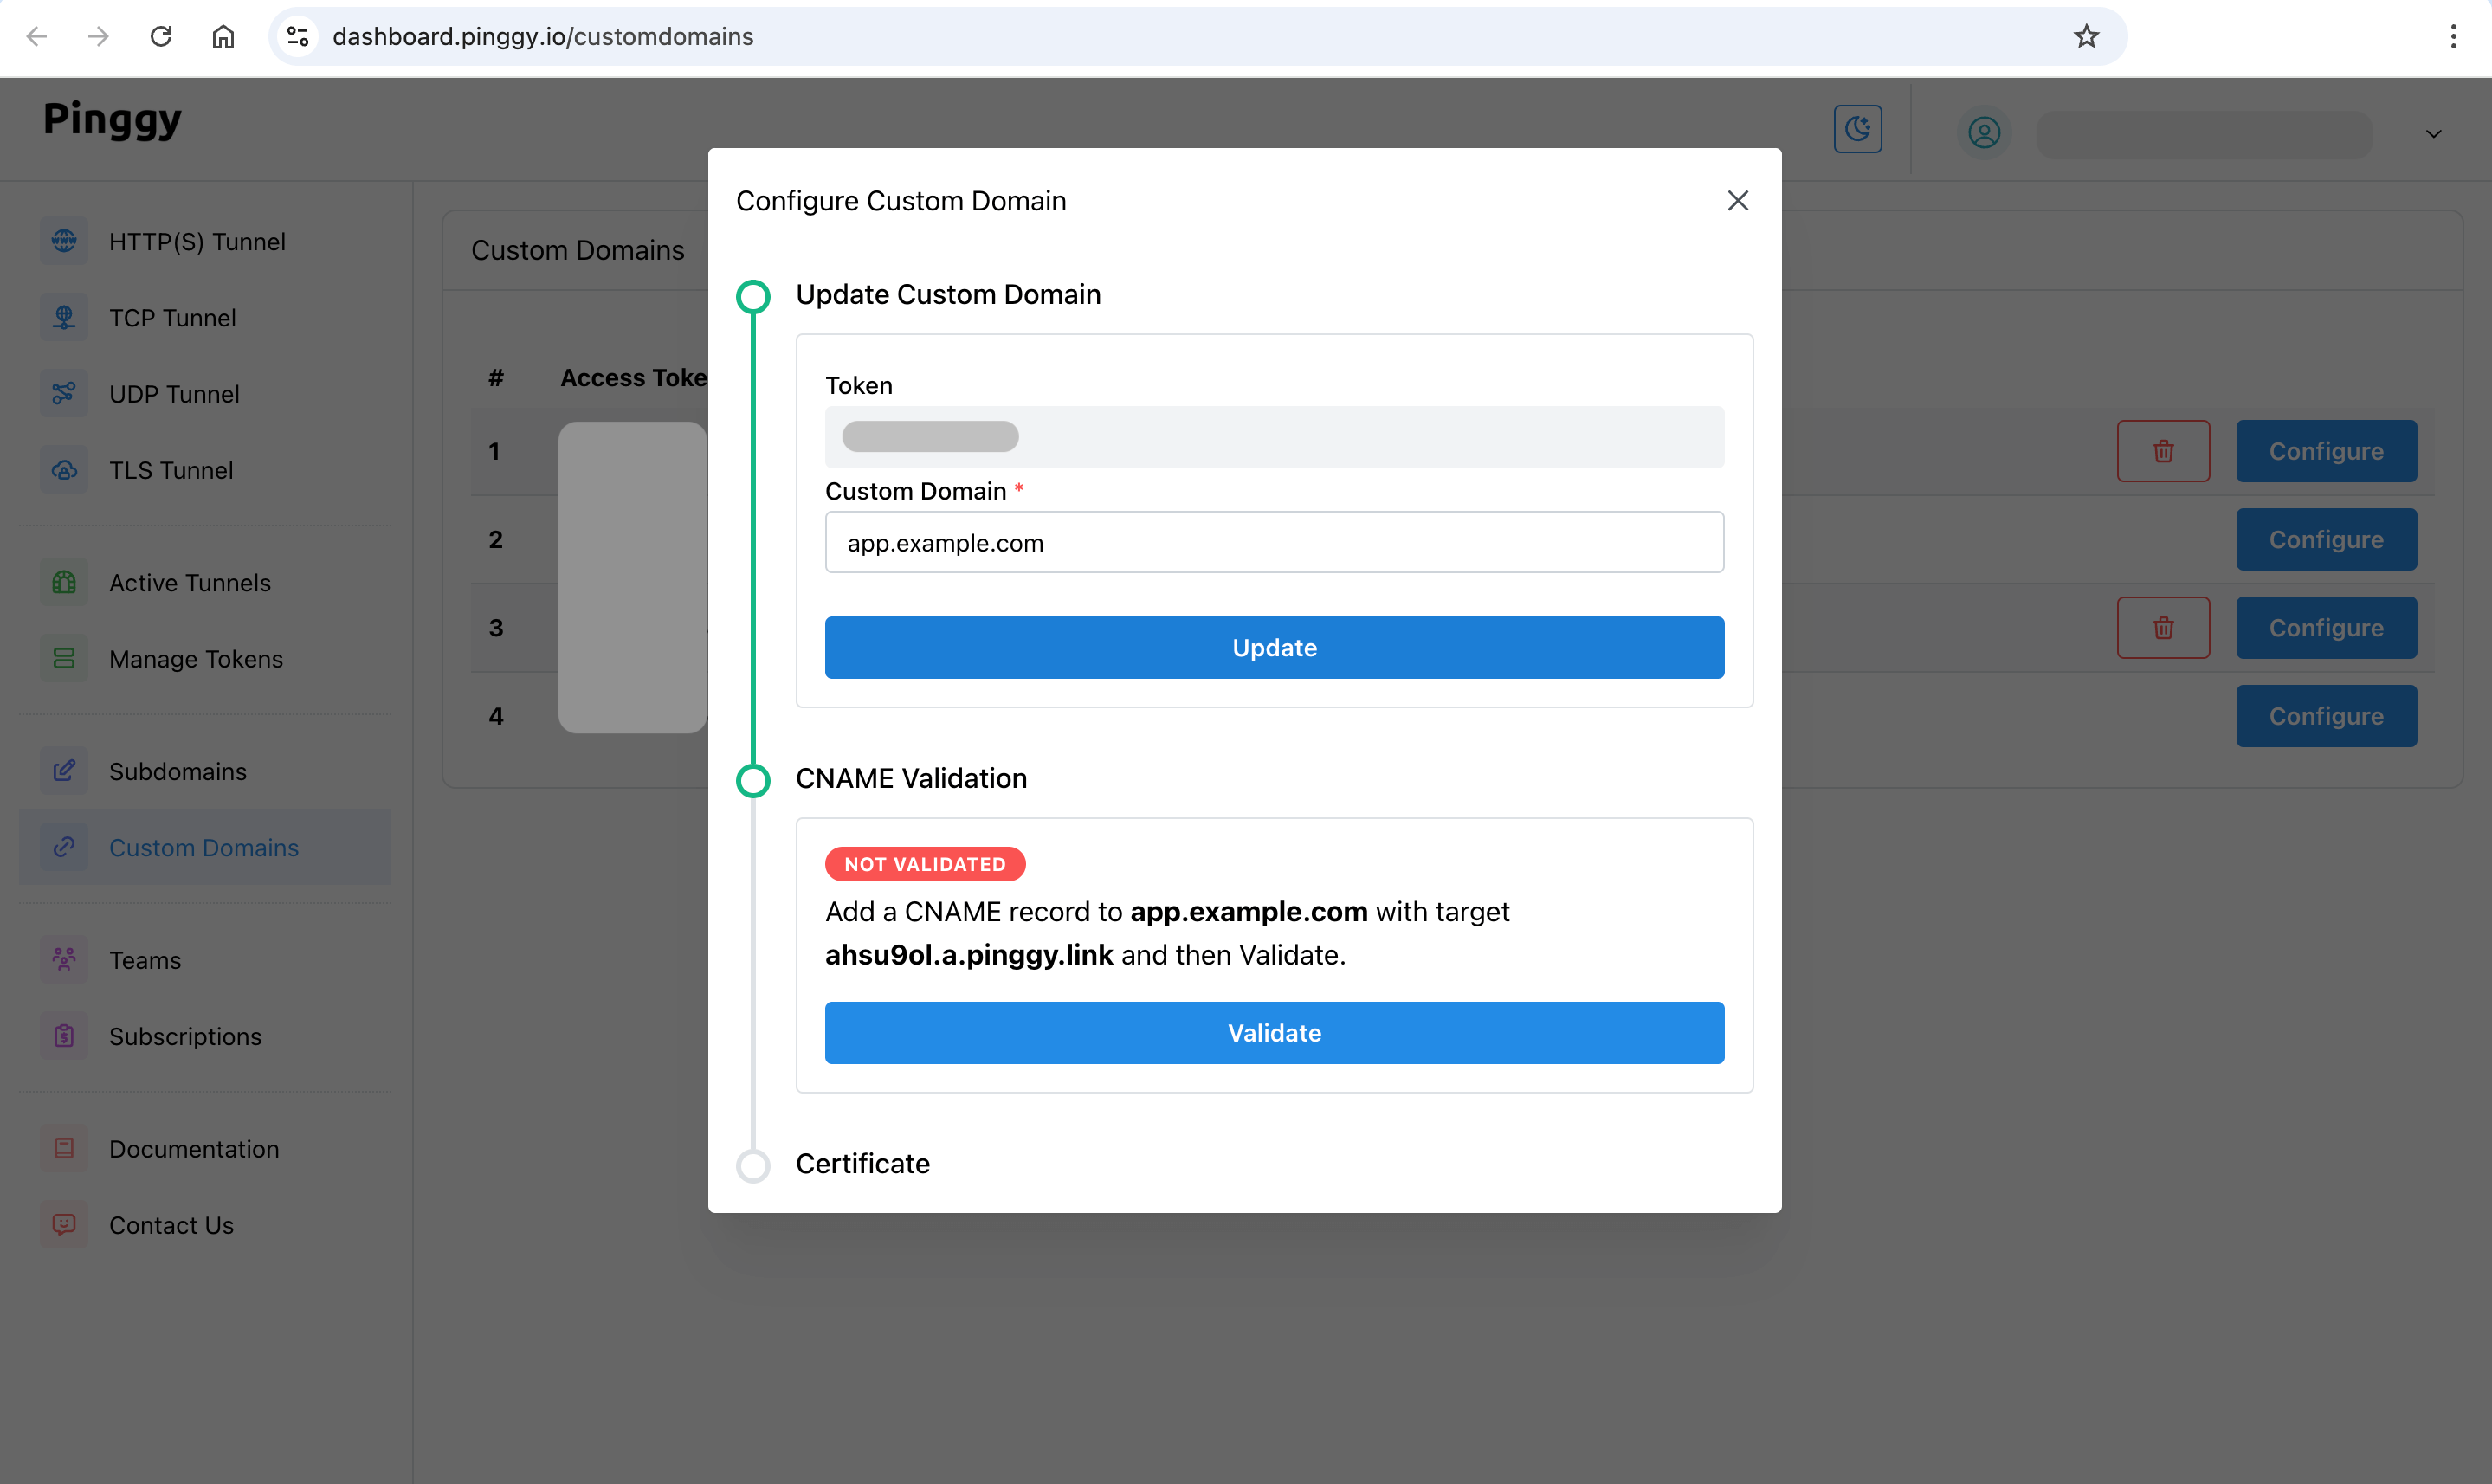 dashboard.pinggy.io/customdomains
Pinggy
HTTP(S) Tunnel
TCP Tunnel
UDP Tunnel
TLS Tunnel
Active Tunnels
Manage Tokens
Subdomains
Custom Domains
Teams
Subscriptions
Documentation
Contact Us
Custom Domains
# Access Toke
1 Configure
2 Configure
3 Configure
4 Configure
Configure Custom Domain
Update Custom Domain
Token
Custom Domain *
app.example.com
Update
CNAME Validation
NOT VALIDATED
Add a CNAME record to app.example.com with target
ahsu9ol.a.pinggy.link and then Validate.
Validate
Certificate